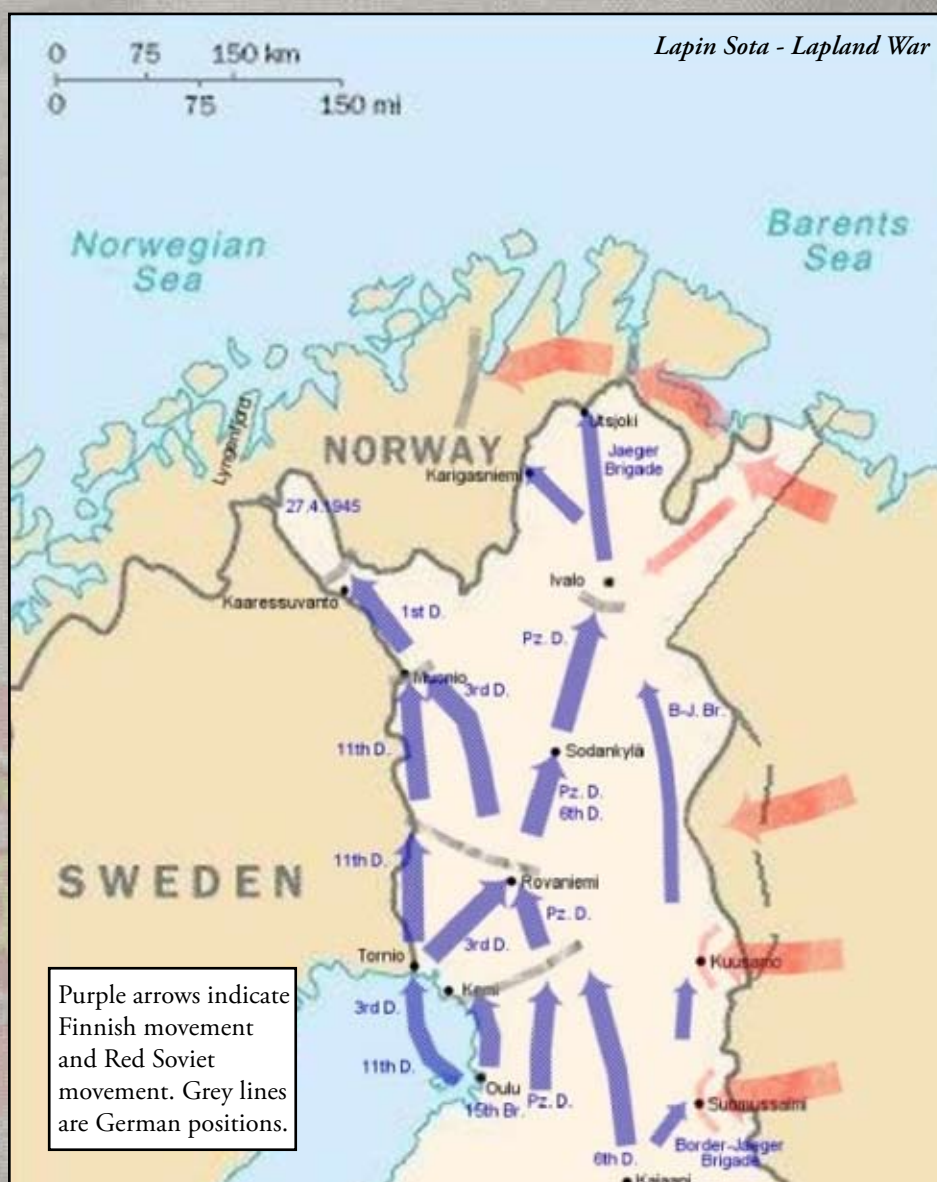 Lapin Sota - Lapland War
0 75 150 km
0 75 150 mi
Norwegian
Sea
Barents
Sea
Lyngenfjord
NORWAY
Utsjoki
Jaeger
Brigade
Karigasniemi
27.4.1945
Ivalo
Kaaressuvanto
1st D.
Pz. D.
Muonio
3rd D.
B-J. Br.
11th D.
Sodankylä
Pz. D.
6th D.
11th D.
SWEDEN
Rovaniemi
Pz. D.
3rd D.
Tornio
Kuusamo
Kemi
3rd D.
11th D.
Oulu
15th Br.
Pz. D.
Suomussalmi
Border-Jaeger
Brigade
6th D.
Kajaani
Purple arrows indicate
Finnish movement
and Red Soviet
movement. Grey lines
are German positions.